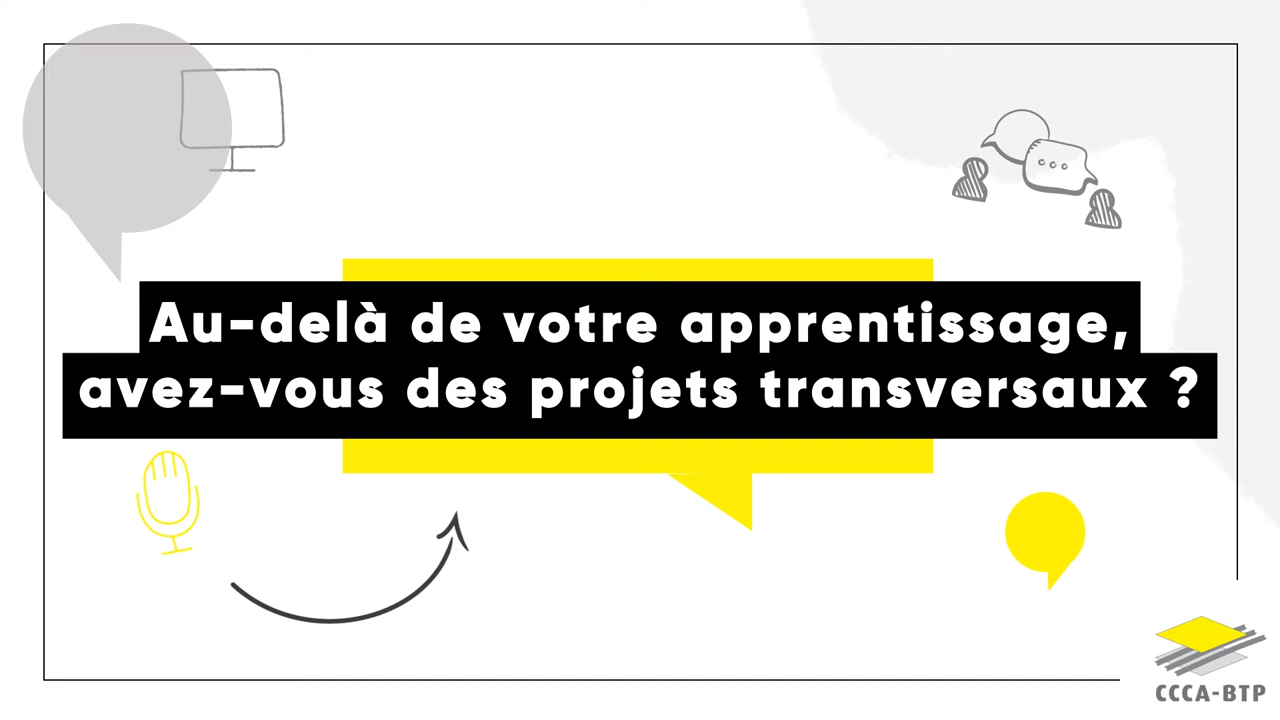 Au-delà de votre apprentissage,
avez-vous des projets transversaux ?
CCCA-BTP